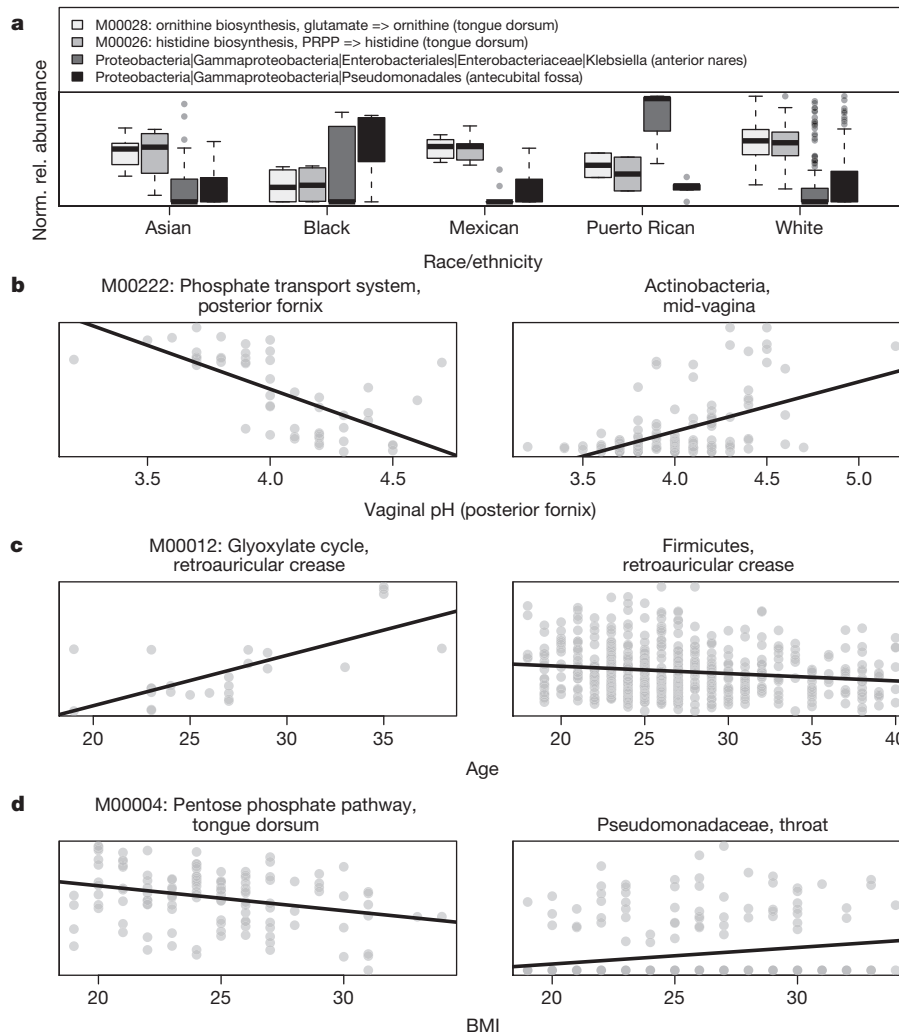 a
M00028: ornithine biosynthesis, glutamate => ornithine (tongue dorsum)
M00026: histidine biosynthesis, PRPP => histidine (tongue dorsum)
Proteobacteria|Gammaproteobacteria|Enterobacteriales|Enterobacteriaceae|Klebsiella (anterior nares)
Proteobacteria|Gammaproteobacteria|Pseudomonadales (antecubital fossa)
Norm. rel. abundance
Asian Black Mexican Puerto Rican White
Race/ethnicity
b
M00222: Phosphate transport system,
posterior fornix
Actinobacteria,
mid-vagina
3.5 4.0 4.5
3.5 4.0 4.5 5.0
Vaginal pH (posterior fornix)
c
M00012: Glyoxylate cycle,
retroauricular crease
Firmicutes,
retroauricular crease
20 25 30 35
20 25 30 35 40
Age
d
M00004: Pentose phosphate pathway,
tongue dorsum
Pseudomonadaceae, throat
20 25 30
20 25 30
BMI